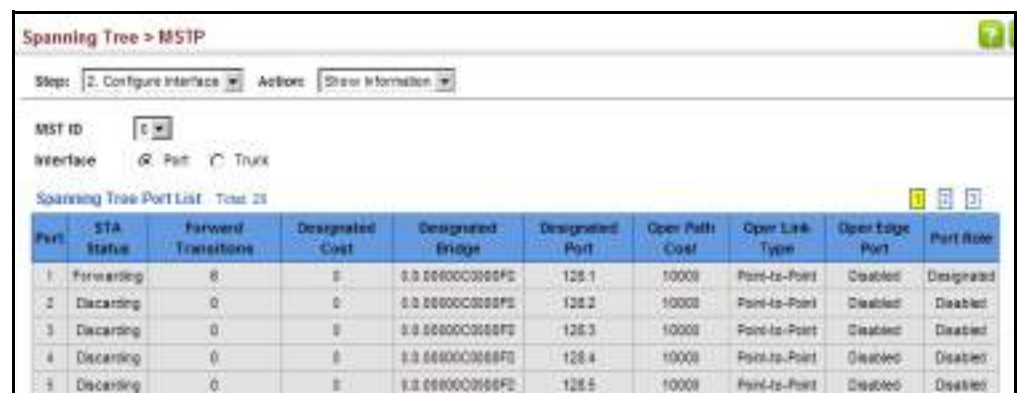 Spanning Tree > MSTP
Step: 2. Configure Interface Action: Show Information
MST ID
Interface Port Trunk
Spanning Tree Port List Total: 28
1 2 3
Port STA Status Forward Transitions Designated Cost Designated Bridge Designated Port Oper Path Cost Oper Link Type Oper Edge Port Port Role
1 Forwarding 0 128.1 10000 Point-to-Point Disabled Designated
2 Discarding 0 0 128.2 10000 Point-to-Point Disabled Disabled
3 Discarding 0 0 128.3 10000 Point-to-Point Disabled Disabled
4 Discarding 0 0 128.4 10000 Point-to-Point Disabled Disabled
5 Discarding 0 0 128.5 10000 Point-to-Point Disabled Disabled